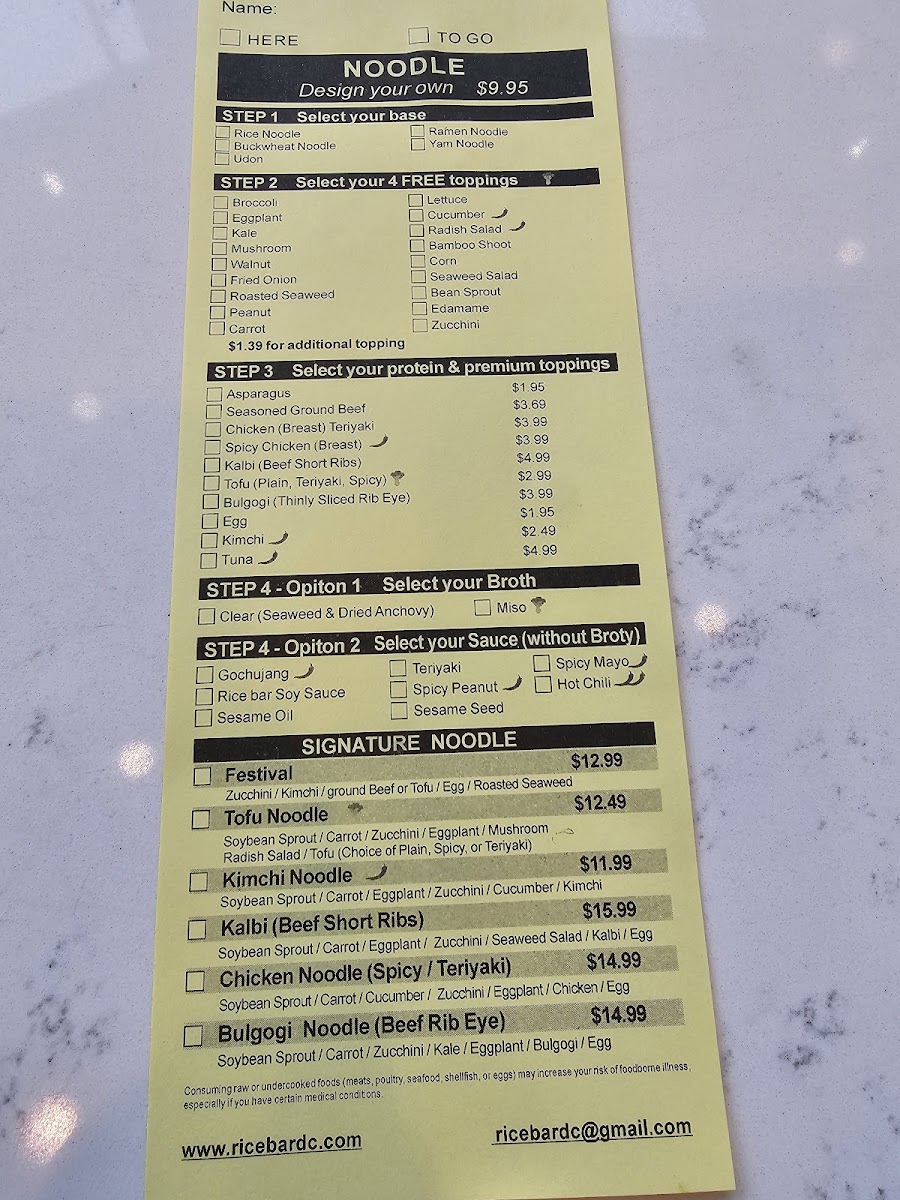 Name:
HERE TO GO
NOODLE
Design your own $9.95
STEP 1 Select your base
Rice Noodle Ramen Noodle
Buckwheat Noodle Yam Noodle
Udon
STEP 2 Select your 4 FREE toppings
Broccoli Lettuce
Eggplant Cucumber
Kale Radish Salad
Mushroom Bamboo Shoot
Walnut Corn
Fried Onion Seaweed Salad
Roasted Seaweed Bean Sprout
Peanut Edamame
Carrot Zucchini
$1.39 for additional topping
STEP 3 Select your protein & premium toppings
Asparagus $1.95
Seasoned Ground Beef $3.69
Chicken (Breast) Teriyaki $3.99
Spicy Chicken (Breast) $3.99
Kalbi (Beef Short Ribs) $4.99
Tofu (Plain, Teriyaki, Spicy) $2.99
Bulgogi (Thinly Sliced Rib Eye) $3.99
Egg $1.95
Kimchi $2.49
Tuna $4.99
STEP 4 - Opiton 1 Select your Broth
Clear (Seaweed & Dried Anchovy) Miso
STEP 4 - Opiton 2 Select your Sauce (without Broty)
Gochujang Teriyaki Spicy Mayo
Rice bar Soy Sauce Spicy Peanut Hot Chili
Sesame Oil Sesame Seed
SIGNATURE NOODLE
Festival $12.99
Zucchini / Kimchi / ground Beef or Tofu / Egg / Roasted Seaweed
Tofu Noodle $12.49
Soybean Sprout / Carrot / Zucchini / Eggplant / Mushroom
Radish Salad / Tofu (Choice of Plain, Spicy, or Teriyaki)
Kimchi Noodle $11.99
Soybean Sprout / Carrot / Eggplant / Zucchini / Cucumber / Kimchi
Kalbi (Beef Short Ribs) $15.99
Soybean Sprout / Carrot / Eggplant / Zucchini / Seaweed Salad / Kalbi / Egg
Chicken Noodle (Spicy / Teriyaki) $14.99
Soybean Sprout / Carrot / Cucumber / Zucchini / Eggplant / Chicken / Egg
Bulgogi Noodle (Beef Rib Eye) $14.99
Soybean Sprout / Carrot / Zucchini / Kale / Eggplant / Bulgogi / Egg
Consuming raw or undercooked foods (meats, poultry, seafood, shellfish, or eggs) may increase your risk of foodborne illness,
especially if you have certain medical conditions.
www.ricebardc.com ricebardc@gmail.com